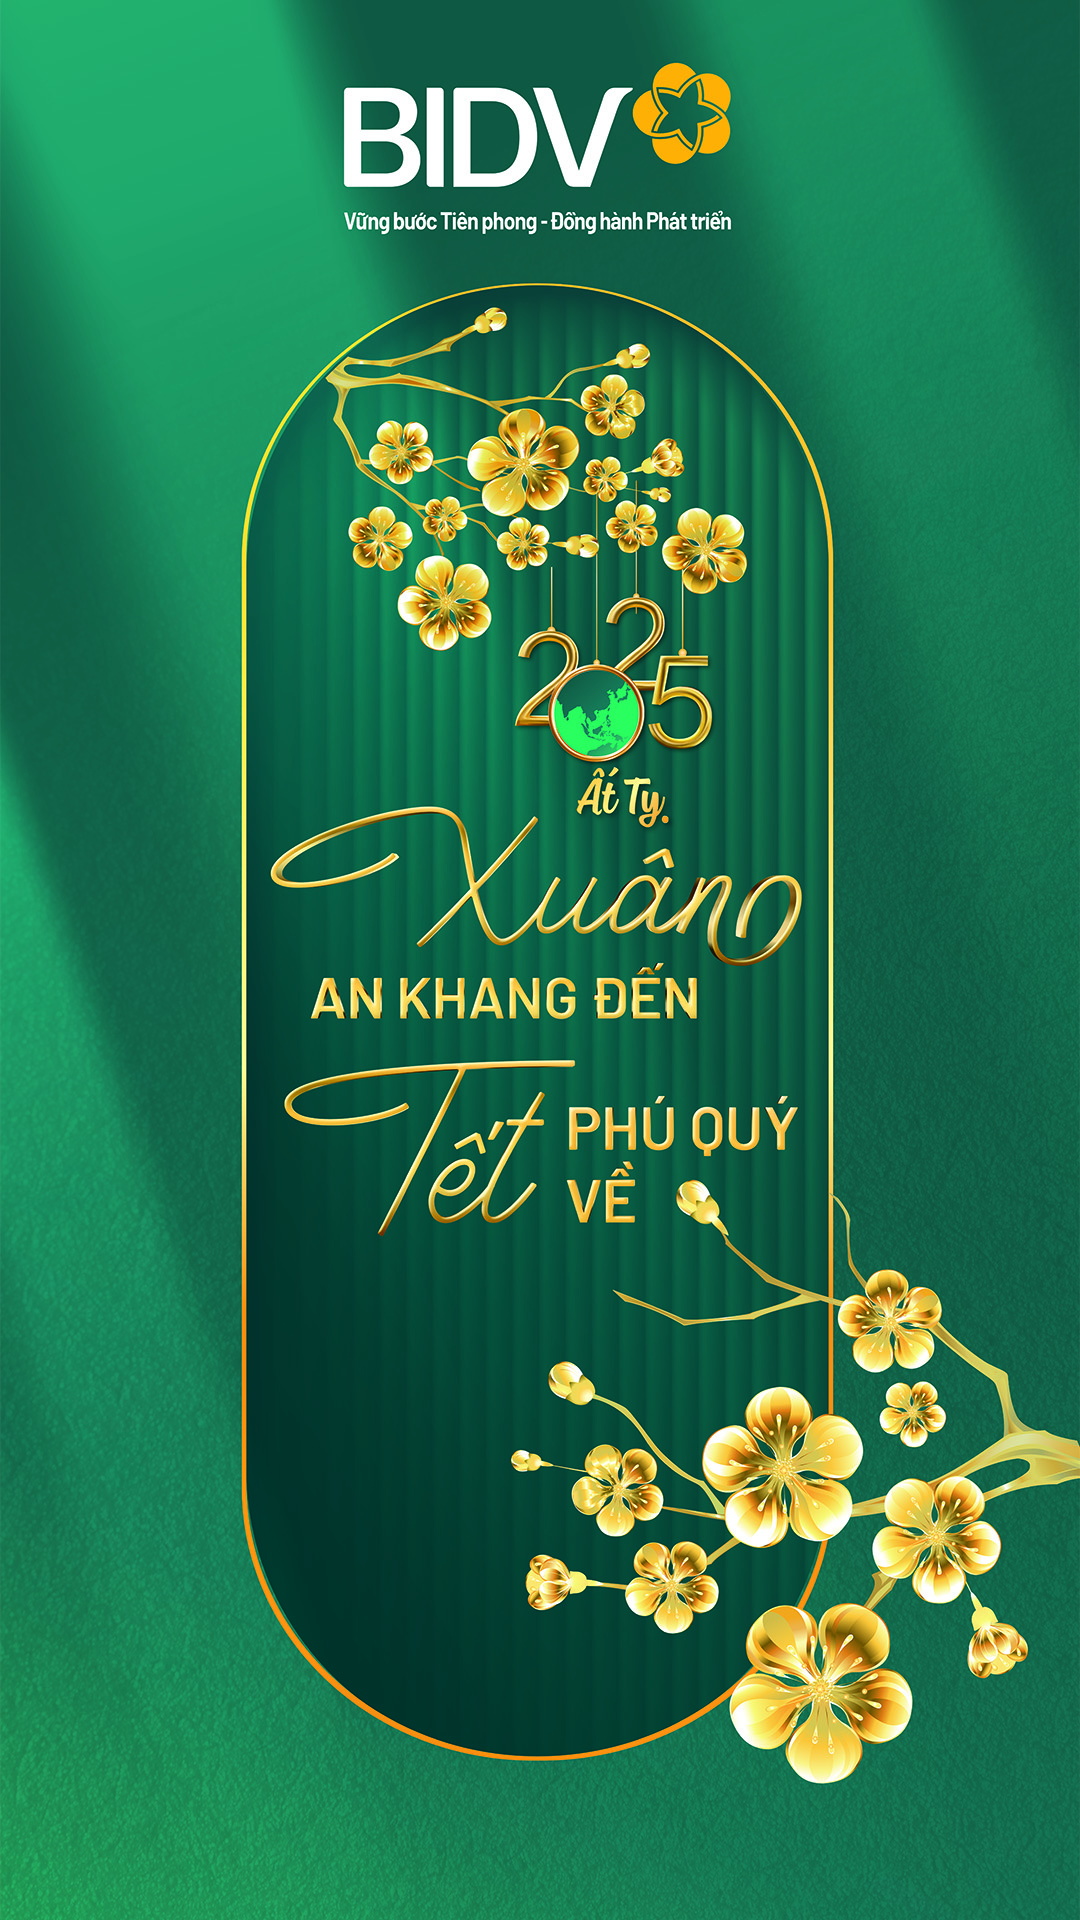 BIDV
Vững bước Tiên phong - Đồng hành Phát triển
2025
Ất Tỵ
Xuân
AN KHANG ĐẾN
Tết PHÚ QUÝ
VỀ